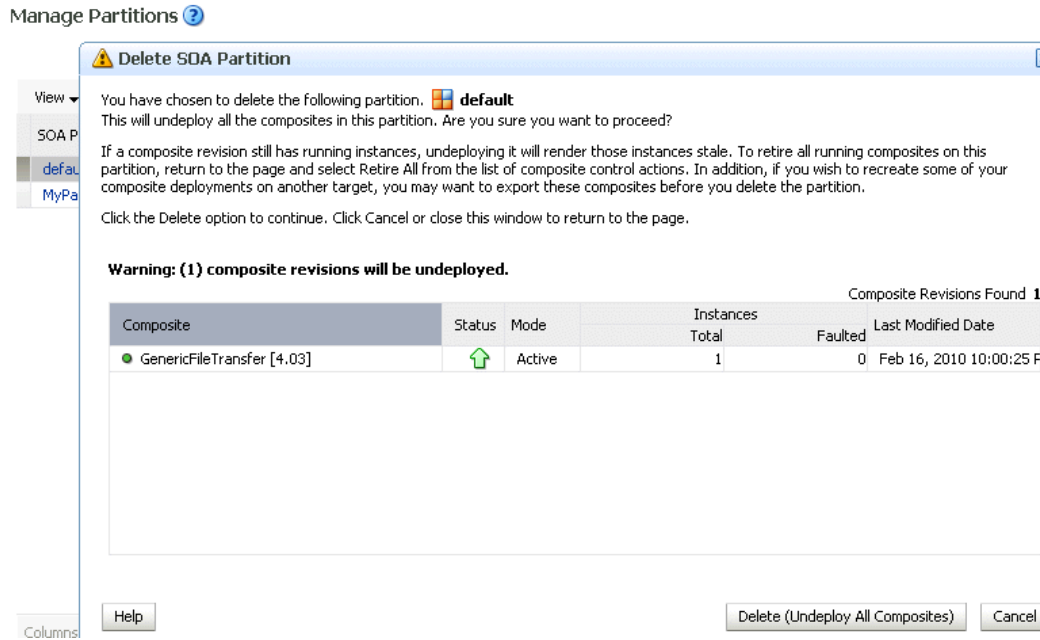 Manage Partitions ?
Delete SOA Partition
View
SOA P
defau
MyPa
You have chosen to delete the following partition. default
This will undeploy all the composites in this partition. Are you sure you want to proceed?
If a composite revision still has running instances, undeploying it will render those instances stale. To retire all running composites on this
partition, return to the page and select Retire All from the list of composite control actions. In addition, if you wish to recreate some of your
composite deployments on another target, you may want to export these composites before you delete the partition.
Click the Delete option to continue. Click Cancel or close this window to return to the page.
Warning: (1) composite revisions will be undeployed.
Composite Revisions Found 1
Composite Status Mode Instances Last Modified Date
Total Faulted
GenericFileTransfer [4.03] Active 1 0 Feb 16, 2010 10:00:25 P
Help Delete (Undeploy All Composites) Cancel
Columns